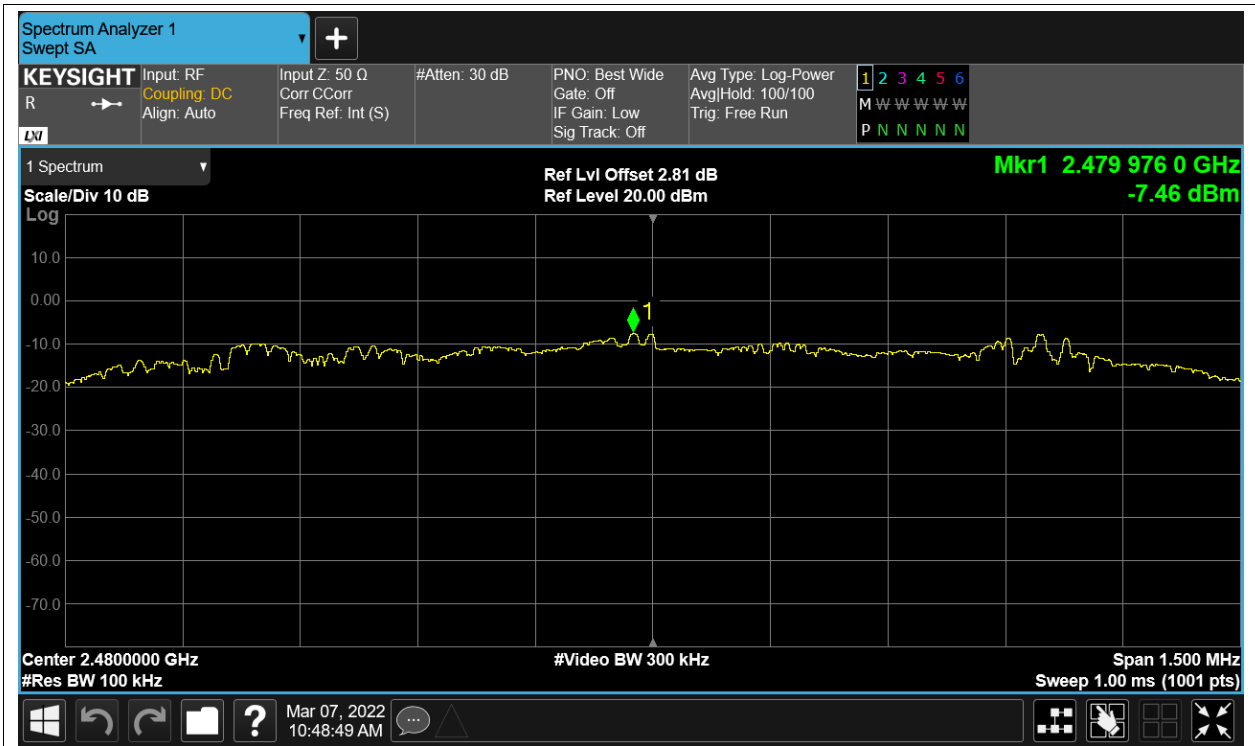 Spectrum Analyzer 1
Swept SA
KEYSIGHT
R
LXI
Input: RF
Coupling: DC
Align: Auto
Input Z: 50 Ω
Corr CCorr
Freq Ref: Int (S)
#Atten: 30 dB
PNO: Best Wide
Gate: Off
IF Gain: Low
Sig Track: Off
Avg Type: Log-Power
Avg|Hold: 100/100
Trig: Free Run
1 2 3 4 5 6
M W W W W W
P N N N N N
1 Spectrum
Scale/Div 10 dB
Log
Ref Lvl Offset 2.81 dB
Ref Level 20.00 dBm
Mkr1 2.479 976 0 GHz
-7.46 dBm
10.0
0.00
1
-10.0
-20.0
-30.0
-40.0
-50.0
-60.0
-70.0
Center 2.4800000 GHz
#Res BW 100 kHz
#Video BW 300 kHz
Span 1.500 MHz
Sweep 1.00 ms (1001 pts)
?
Mar 07, 2022
10:48:49 AM